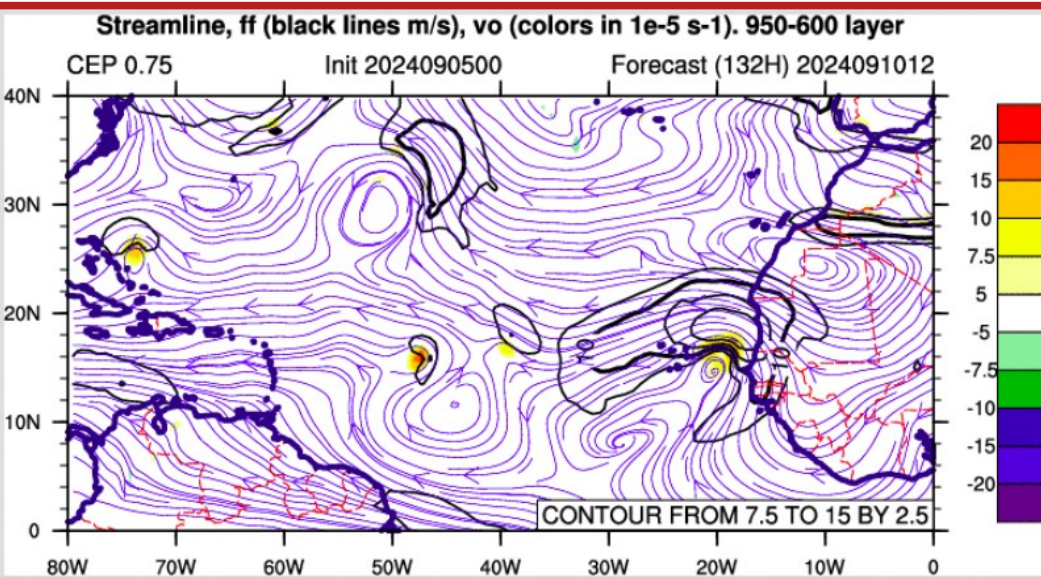 Streamline, ff (black lines m/s), vo (colors in 1e-5 s-1). 950-600 layer
CEP 0.75 Init 2024090500 Forecast (132H) 2024091012
40N
30N
20N
10N
0
80W 70W 60W 50W 40W 30W 20W 10W 0
10
10
CONTOUR FROM 7.5 TO 15 BY 2.5
20
15
10
7.5
5
-5
-7.5
-10
-15
-20